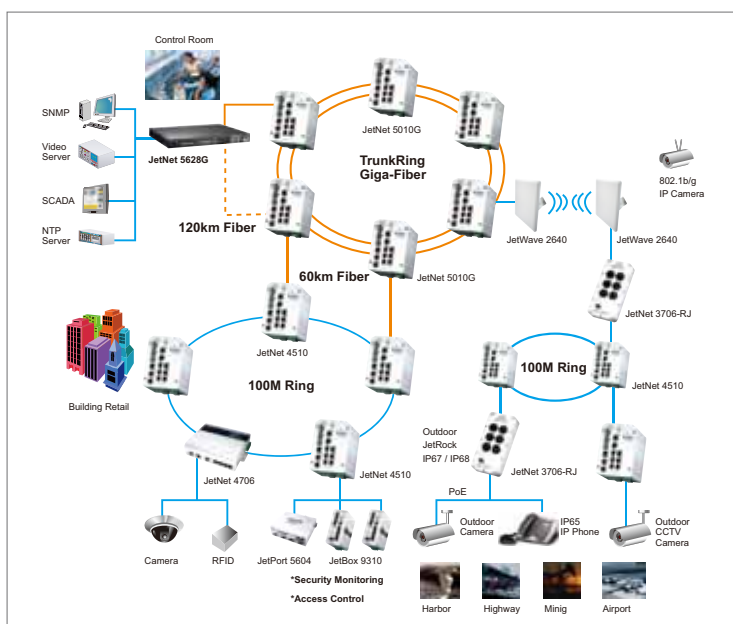 Control Room
SNMP
Video
Server
SCADA
NTP
Server
JetNet 5628G
JetNet 5010G
TrunkRing
Giga-Fiber
802.1b/g
IP Camera
JetWave 2640
JetWave 2640
120km Fiber
60km Fiber
JetNet 5010G
JetNet 3706-RJ
JetNet 4510
100M Ring
Building Retail
100M Ring
JetNet 4510
Outdoor
JetRock
IP67 / IP68
JetNet 3706-RJ
JetNet 4706
JetNet 4510
PoE
Camera
RFID
JetPort 5604
JetBox 9310
Outdoor
Camera
IP65
IP Phone
Outdoor
CCTV
Camera
*Security Monitoring
*Access Control
Harbor
Highway
Minig
Airport